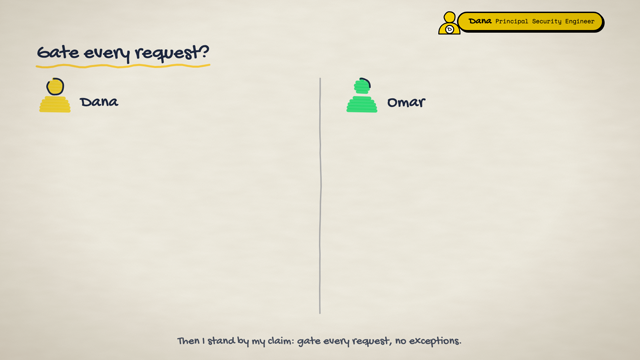 Dana Principal Security Engineer
Gate every request?
Dana
Omar
Then I stand by my claim: gate every request, no exceptions.